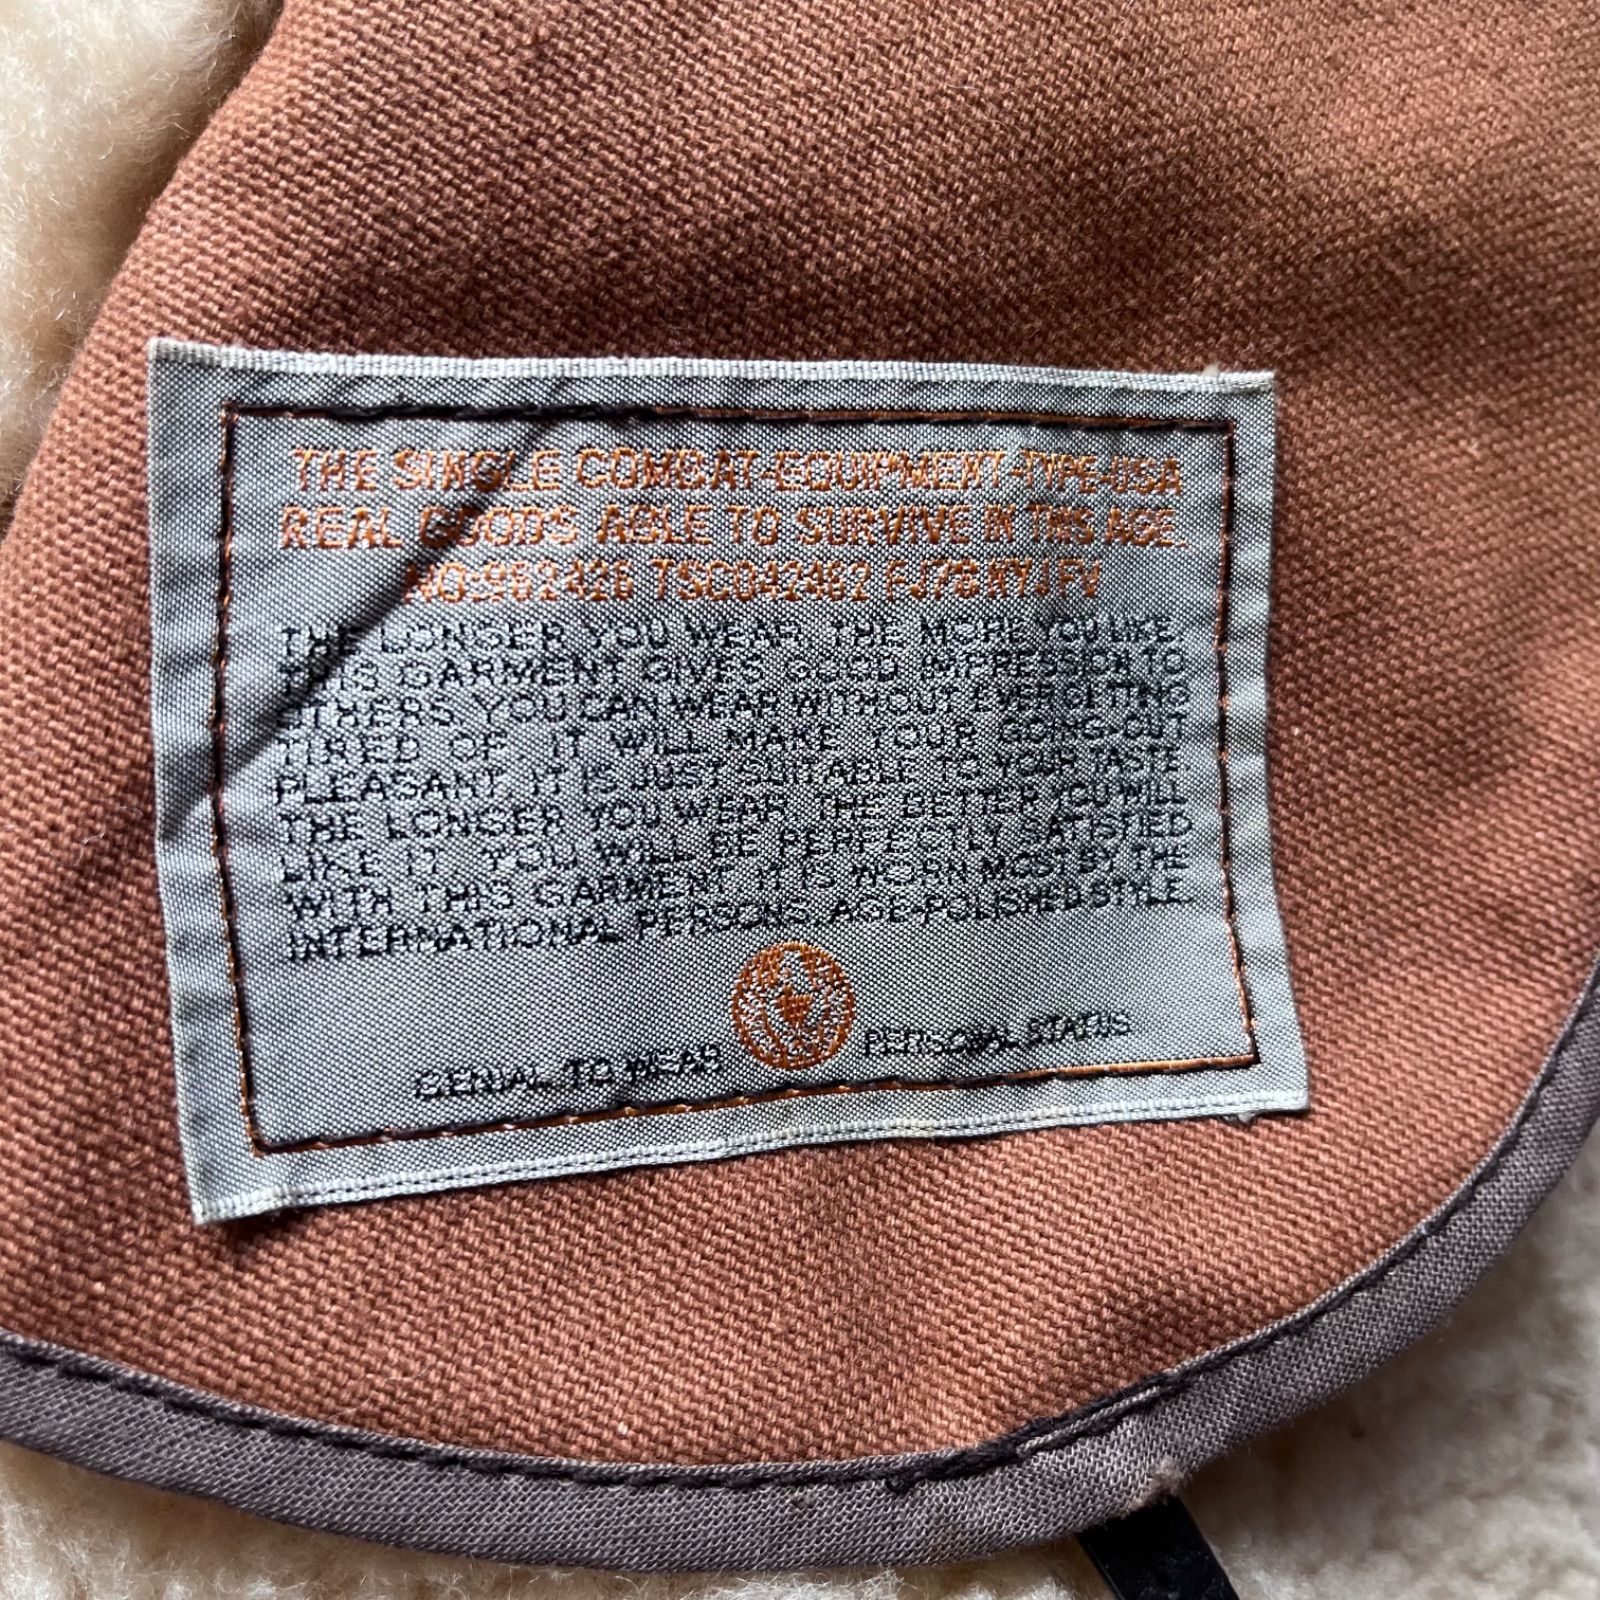 THE SINGLE COMBAT-EQUIPMENT-TYPE-USA
REAL GOODS ABLE TO SURVIVE IN THIS AGE.
NO:962426 TSC042462 FJ76 NYJFV
THE LONGER YOU WEAR, THE MORE YOU LIKE.
THIS GARMENT GIVES GOOD IMPRESSION TO
OTHERS. YOU CAN WEAR WITHOUT EVER GETTING
TIRED OF. IT WILL MAKE YOUR GOING-OUT
PLEASANT. IT IS JUST SUITABLE TO YOUR TASTE.
THE LONGER YOU WEAR, THE BETTER YOU WILL
LIKE IT. YOU WILL BE PERFECTLY SATISFIED
WITH THIS GARMENT. IT IS WORN MOST BY THE
INTERNATIONAL PERSONS. AGE-POLISHED STYLE.
GENIAL TO WEAR PERSONAL STATUS